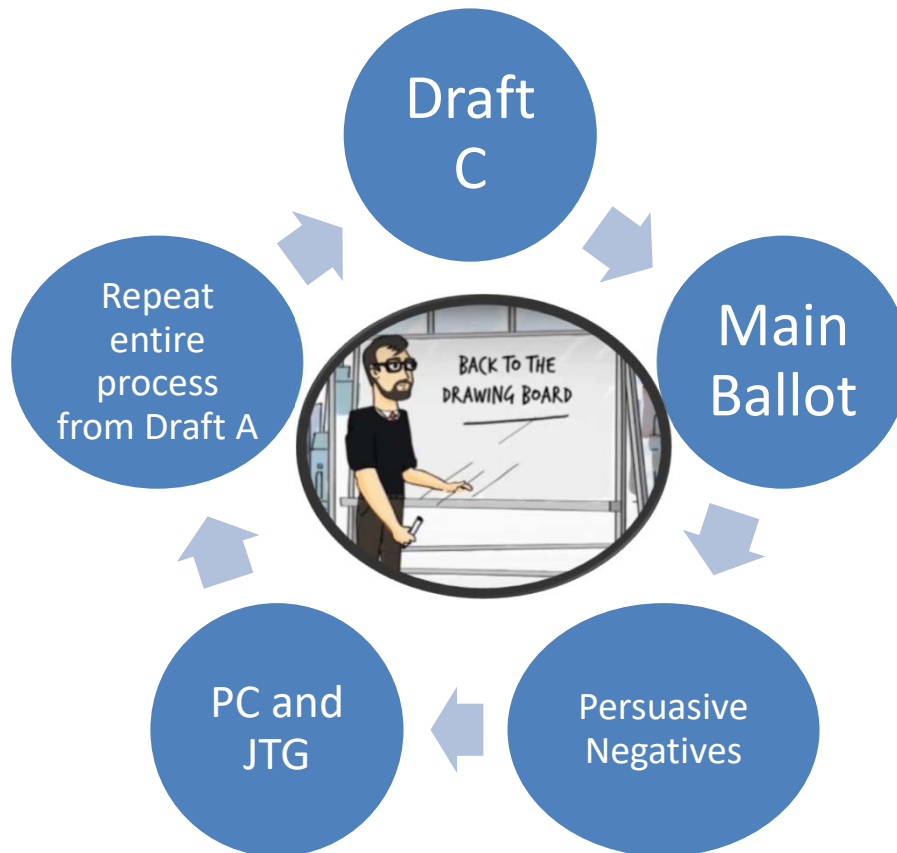 Draft
C
Main
Ballot
Persuasive
Negatives
PC and
JTG
Repeat
entire
process
from Draft A
BACK TO THE
DRAWING BOARD